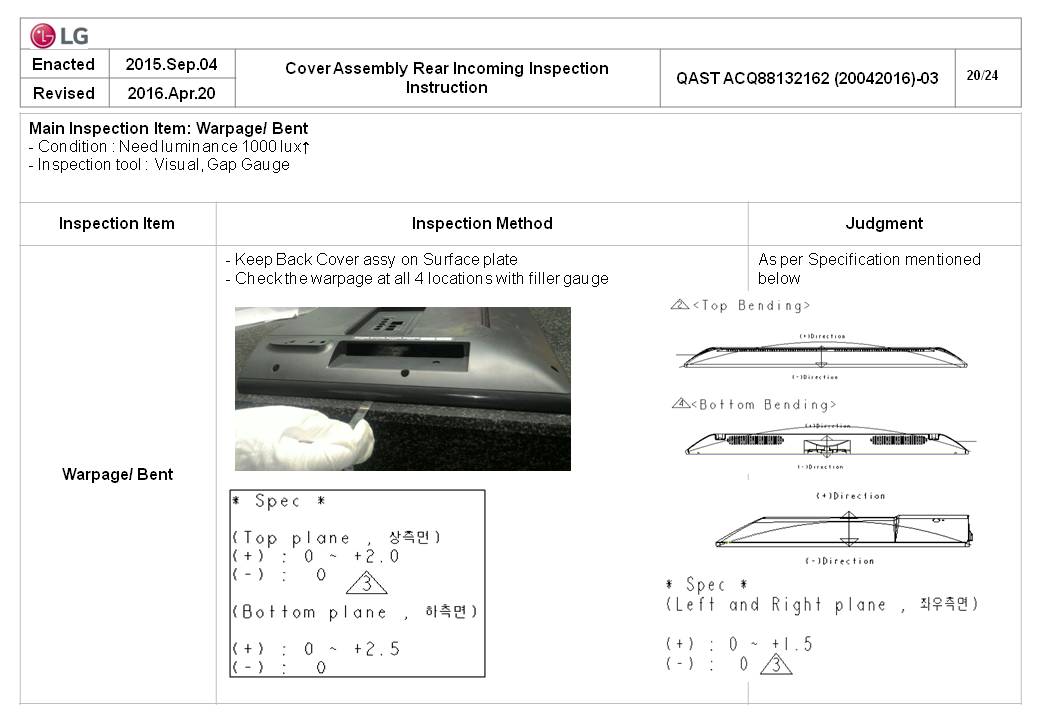 LG
Enacted
2015.Sep.04
Cover Assembly Rear Incoming Inspection
Instruction
QAST ACQ88132162 (20042016)-03
20/24
Revised
2016.Apr.20
Main Inspection Item: Warpage/ Bent
- Condition : Need luminance 1000 lux↑
- Inspection tool : Visual, Gap Gauge
Inspection Item
Inspection Method
Judgment
Warpage/ Bent
- Keep Back Cover assy on Surface plate
- Check the warpage at all 4 locations with filler gauge
* Spec *
(Top plane , 상측면)
(+) : 0 ~ +2.0
(-) : 0
3
(Bottom plane , 하측면)
(+) : 0 ~ +2.5
(-) : 0
As per Specification mentioned
below
2 <Top Bending>
(+)Direction
(-)Direction
4 <Bottom Bending>
(+)Direction
(-)Direction
(+)Direction
(-)Direction
* Spec *
(Left and Right plane , 좌우측면)
(+) : 0 ~ +1.5
(-) : 0 3